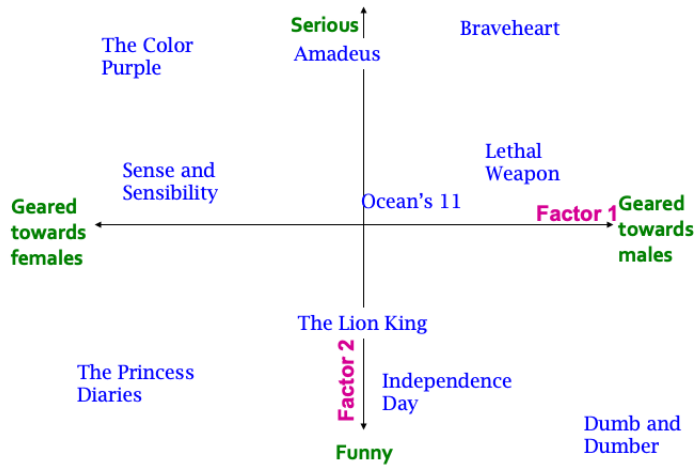 Serious
Braveheart
The Color
Purple
Amadeus
Lethal
Weapon
Sense and
Sensibility
Ocean's 11
Geared
towards
females
Factor 1
Geared
towards
males
The Lion King
Factor 2
The Princess
Diaries
Independence
Day
Dumb and
Dumber
Funny